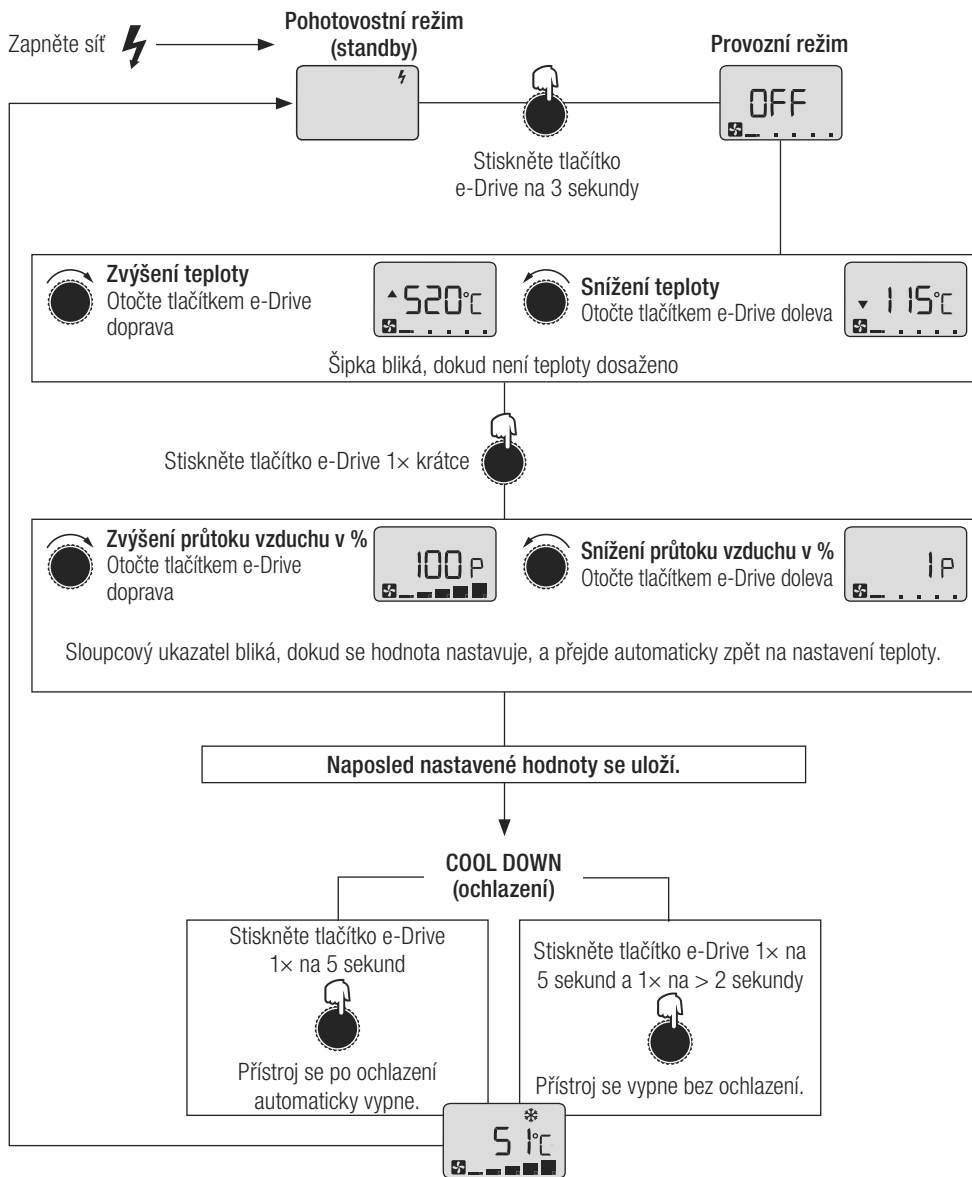 Zapněte síť
Pohotovostní režim
(standby)
Provozní režim
OFF
Stiskněte tlačítko
e-Drive na 3 sekundy
Zvýšení teploty
Otočte tlačítkem e-Drive
doprava
520°C
Snížení teploty
Otočte tlačítkem e-Drive doleva
115°C
Šipka bliká, dokud není teploty dosaženo
Stiskněte tlačítko e-Drive 1× krátce
Zvýšení průtoku vzduchu v %
Otočte tlačítkem e-Drive
doprava
100 P
Snížení průtoku vzduchu v %
Otočte tlačítkem e-Drive doleva
1 P
Sloupcový ukazatel bliká, dokud se hodnota nastavuje, a přejde automaticky zpět na nastavení teploty.
Naposled nastavené hodnoty se uloží.
COOL DOWN
(ochlazení)
Stiskněte tlačítko e-Drive
1× na 5 sekund
Přístroj se po ochlazení
automaticky vypne.
Stiskněte tlačítko e-Drive 1× na
5 sekund a 1× na > 2 sekundy
Přístroj se vypne bez ochlazení.
51°C